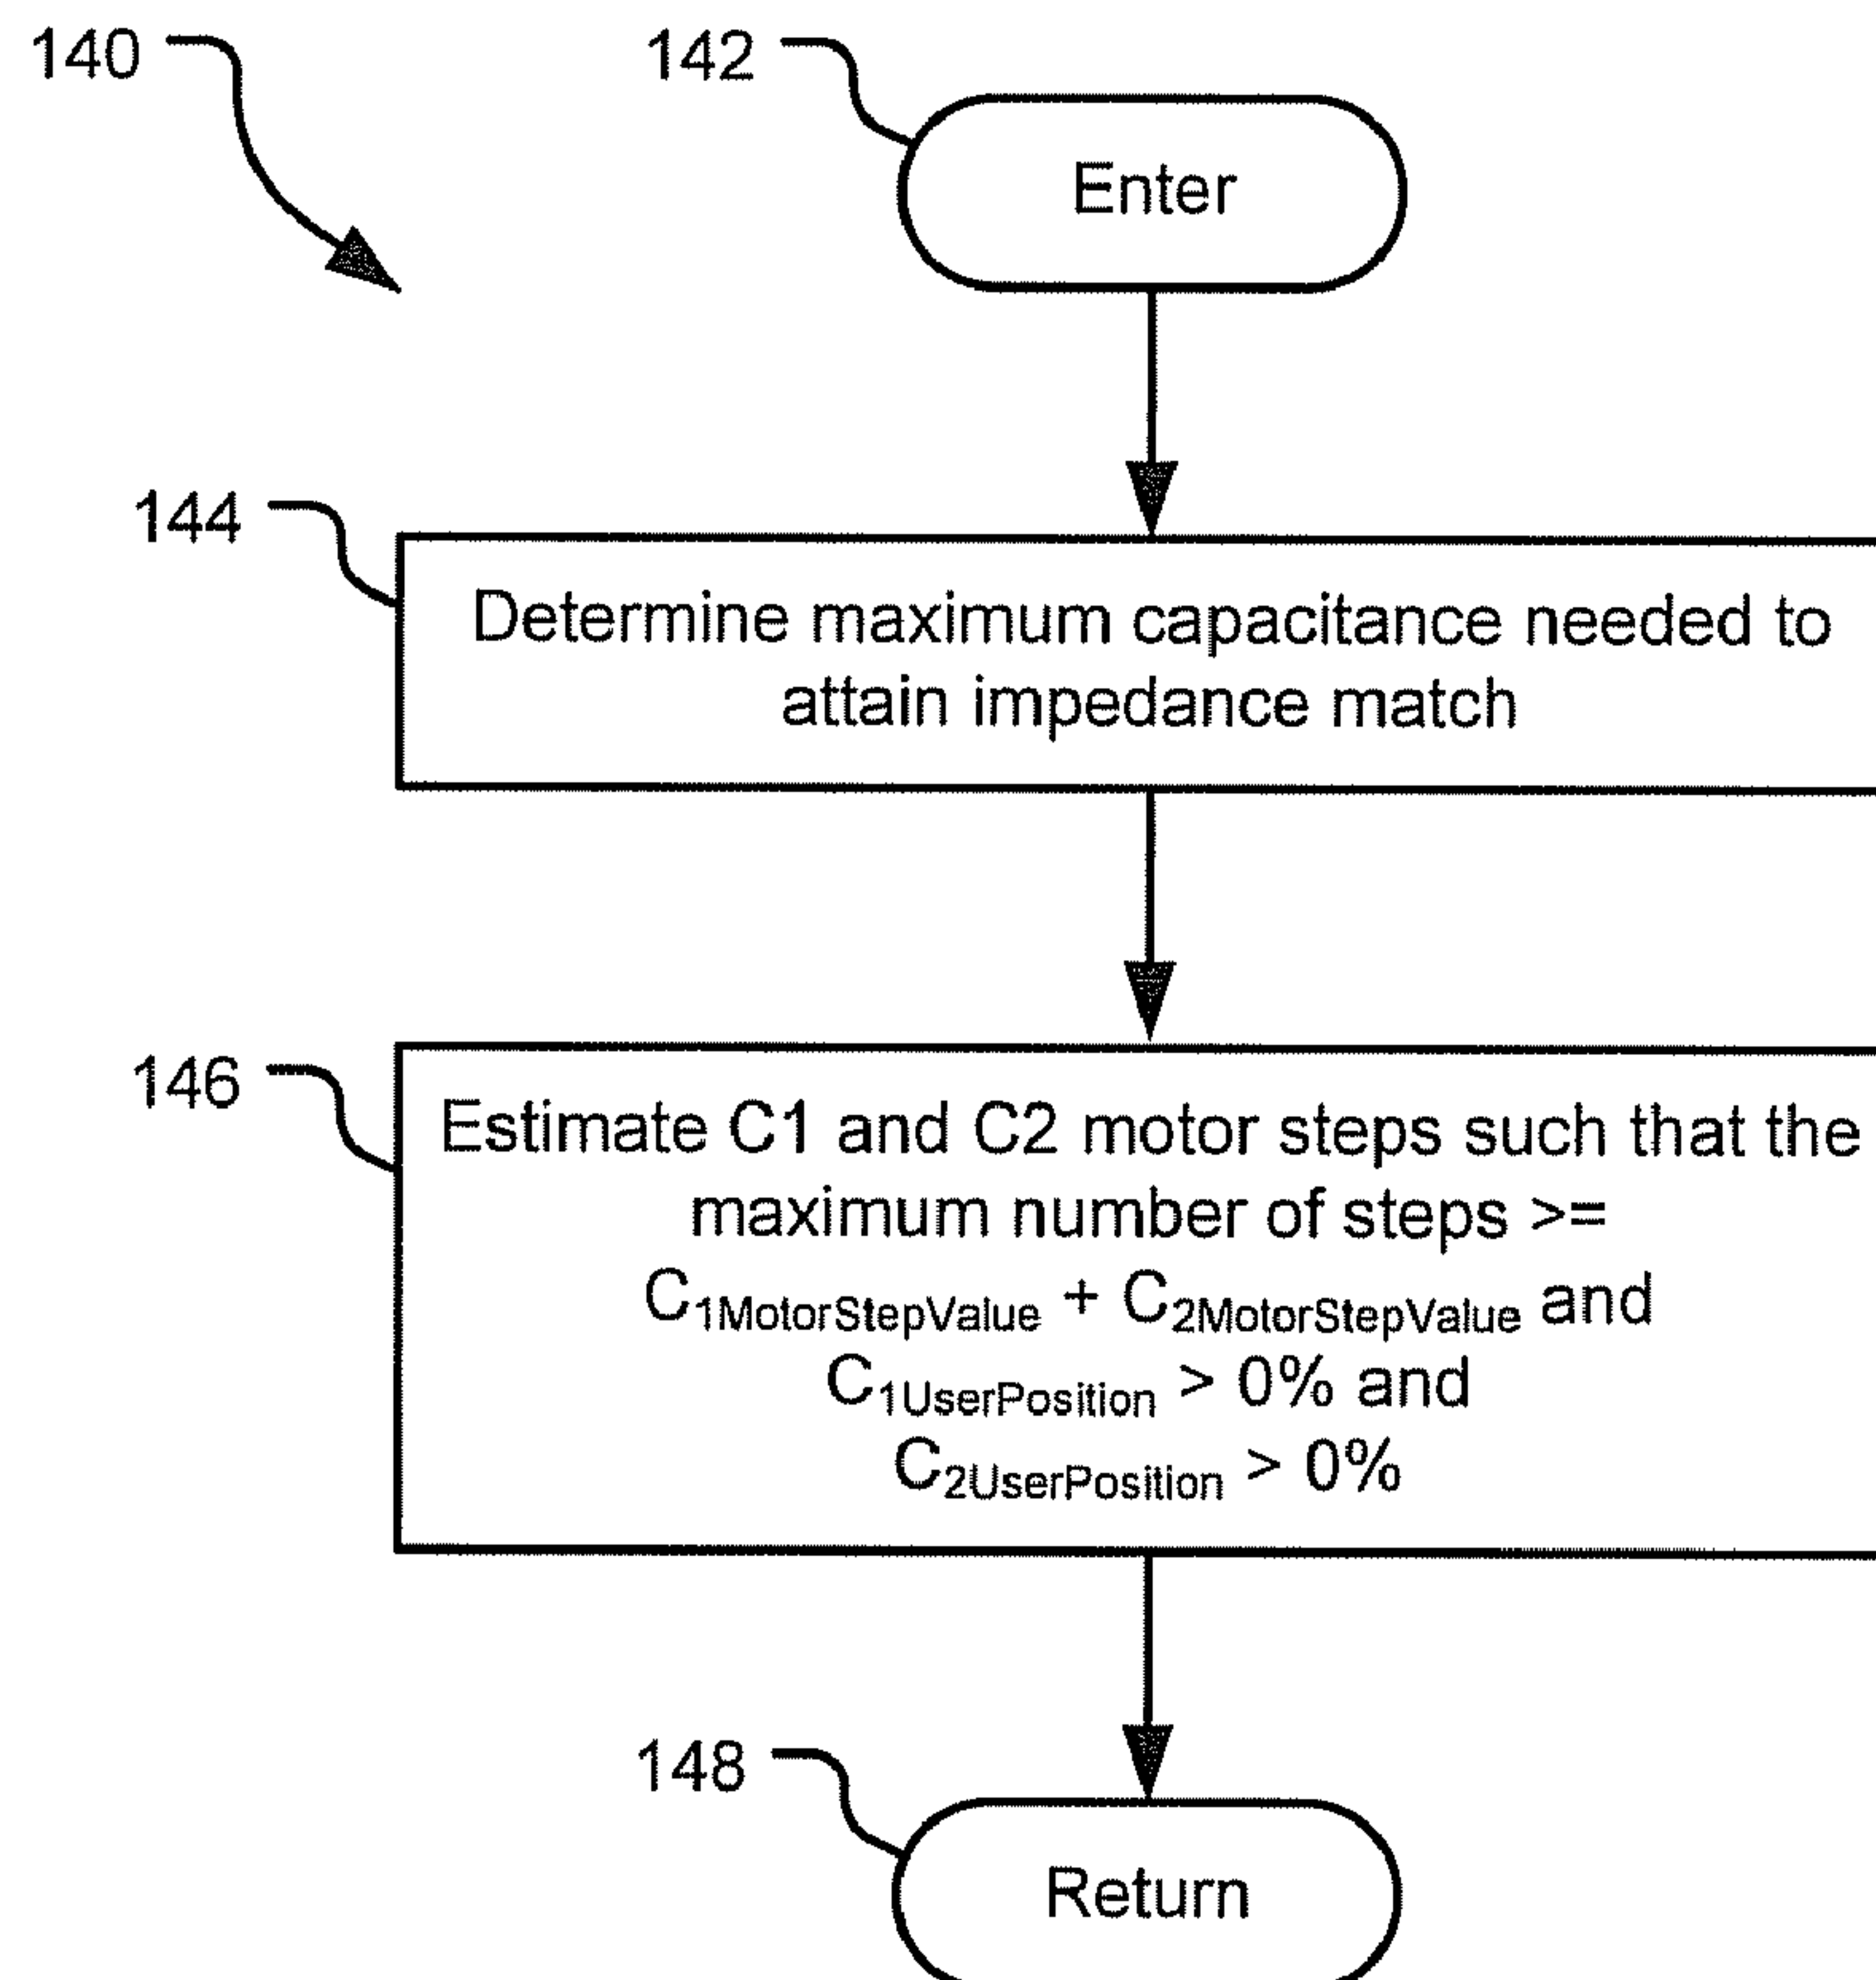 140
142
Enter
144
Determine maximum capacitance needed to
attain impedance match
146
Estimate C1 and C2 motor steps such that the
maximum number of steps >=
C1MotorStepValue + C2MotorStepValue and
C1UserPosition > 0% and
C2UserPosition > 0%
148
Return